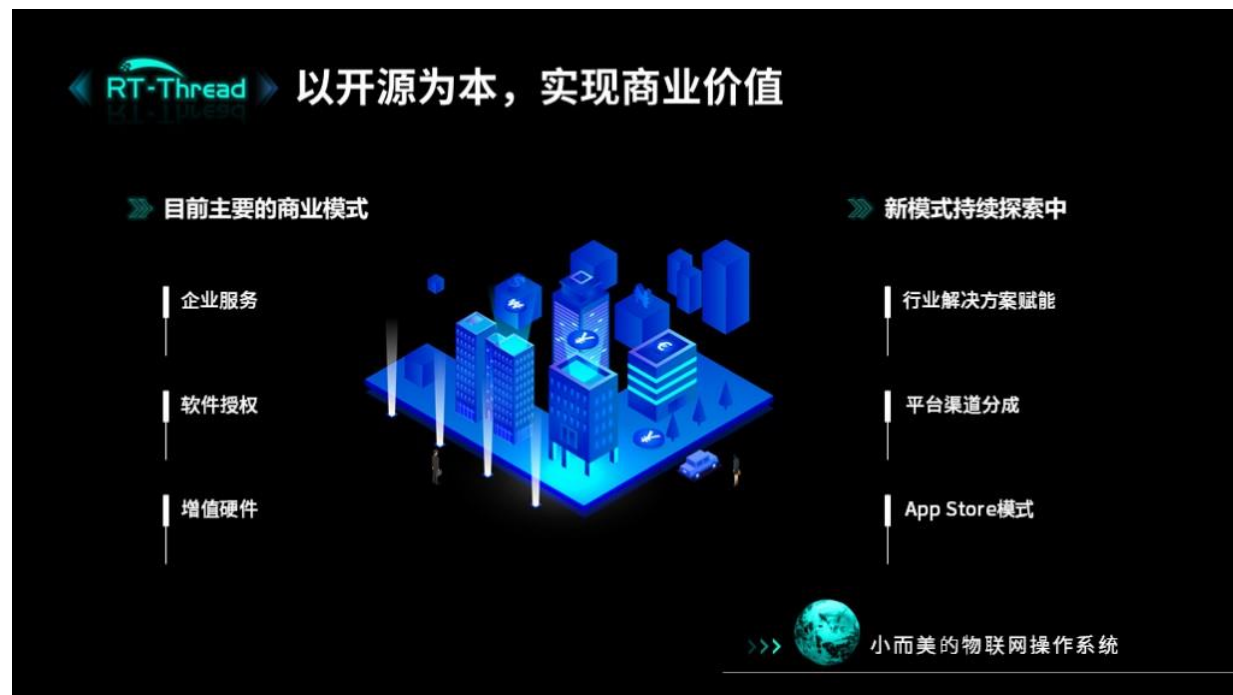 RT-Thread
以开源为本，实现商业价值
目前主要的商业模式
企业服务
软件授权
增值硬件
新模式持续探索中
行业解决方案赋能
平台渠道分成
App Store模式
小而美的物联网操作系统